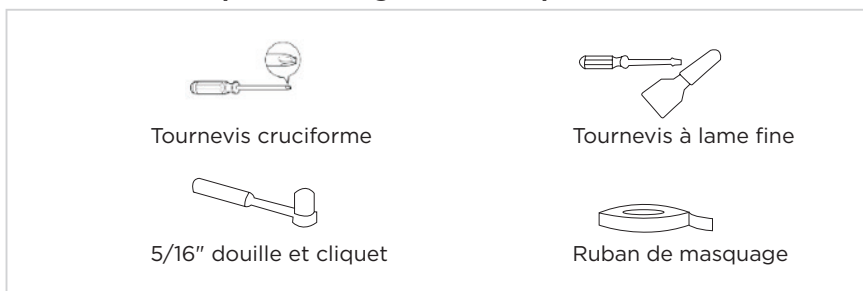 Tournevis cruciforme
Tournevis à lame fine
5/16" douille et cliquet
Ruban de masquage